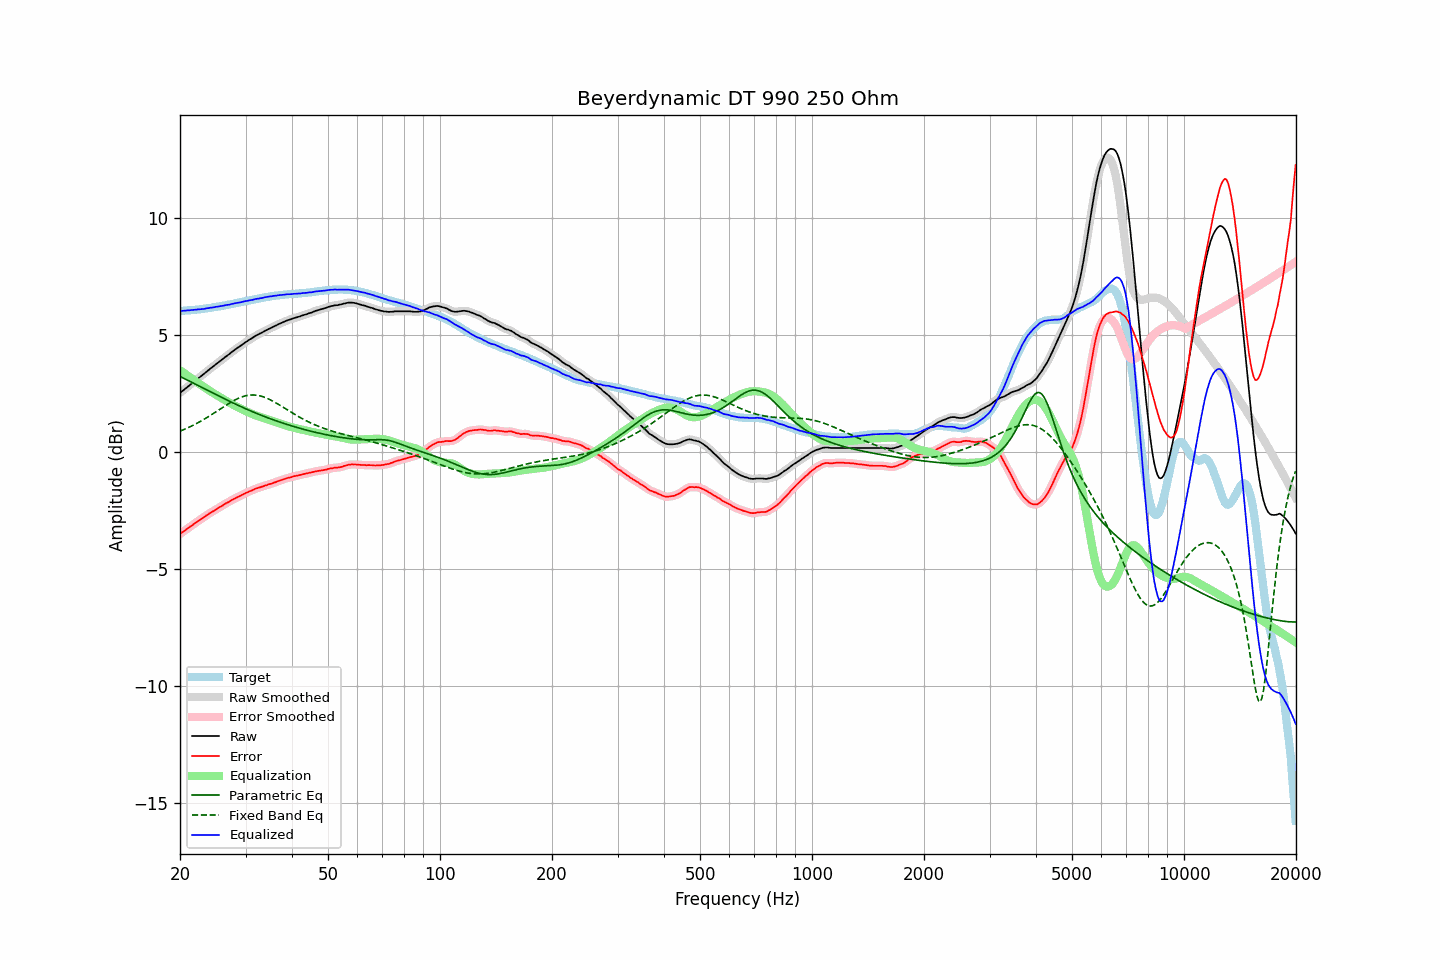 Beyerdynamic DT 990 250 Ohm
Amplitude (dBr)
10
5
0
−5
−10
−15
Target
Raw Smoothed
Error Smoothed
Raw
Error
Equalization
Parametric Eq
Fixed Band Eq
Equalized
20 50 100 200 500 1000 2000 5000 10000 20000
Frequency (Hz)